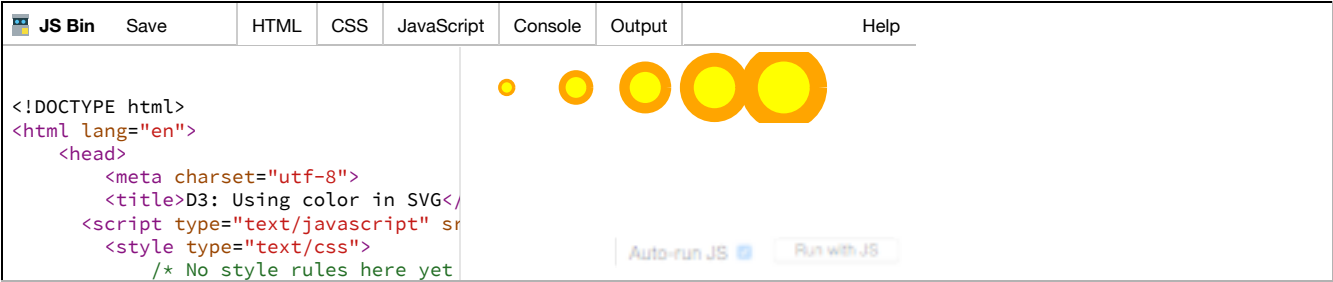 JS Bin Save HTML CSS JavaScript Console Output Help
<!DOCTYPE html>
<html lang="en">
<head>
<meta charset="utf-8">
<title>D3: Using color in SVG</
<script type="text/javascript" sr
<style type="text/css">
/* No style rules here yet
Auto-run JS Run with JS